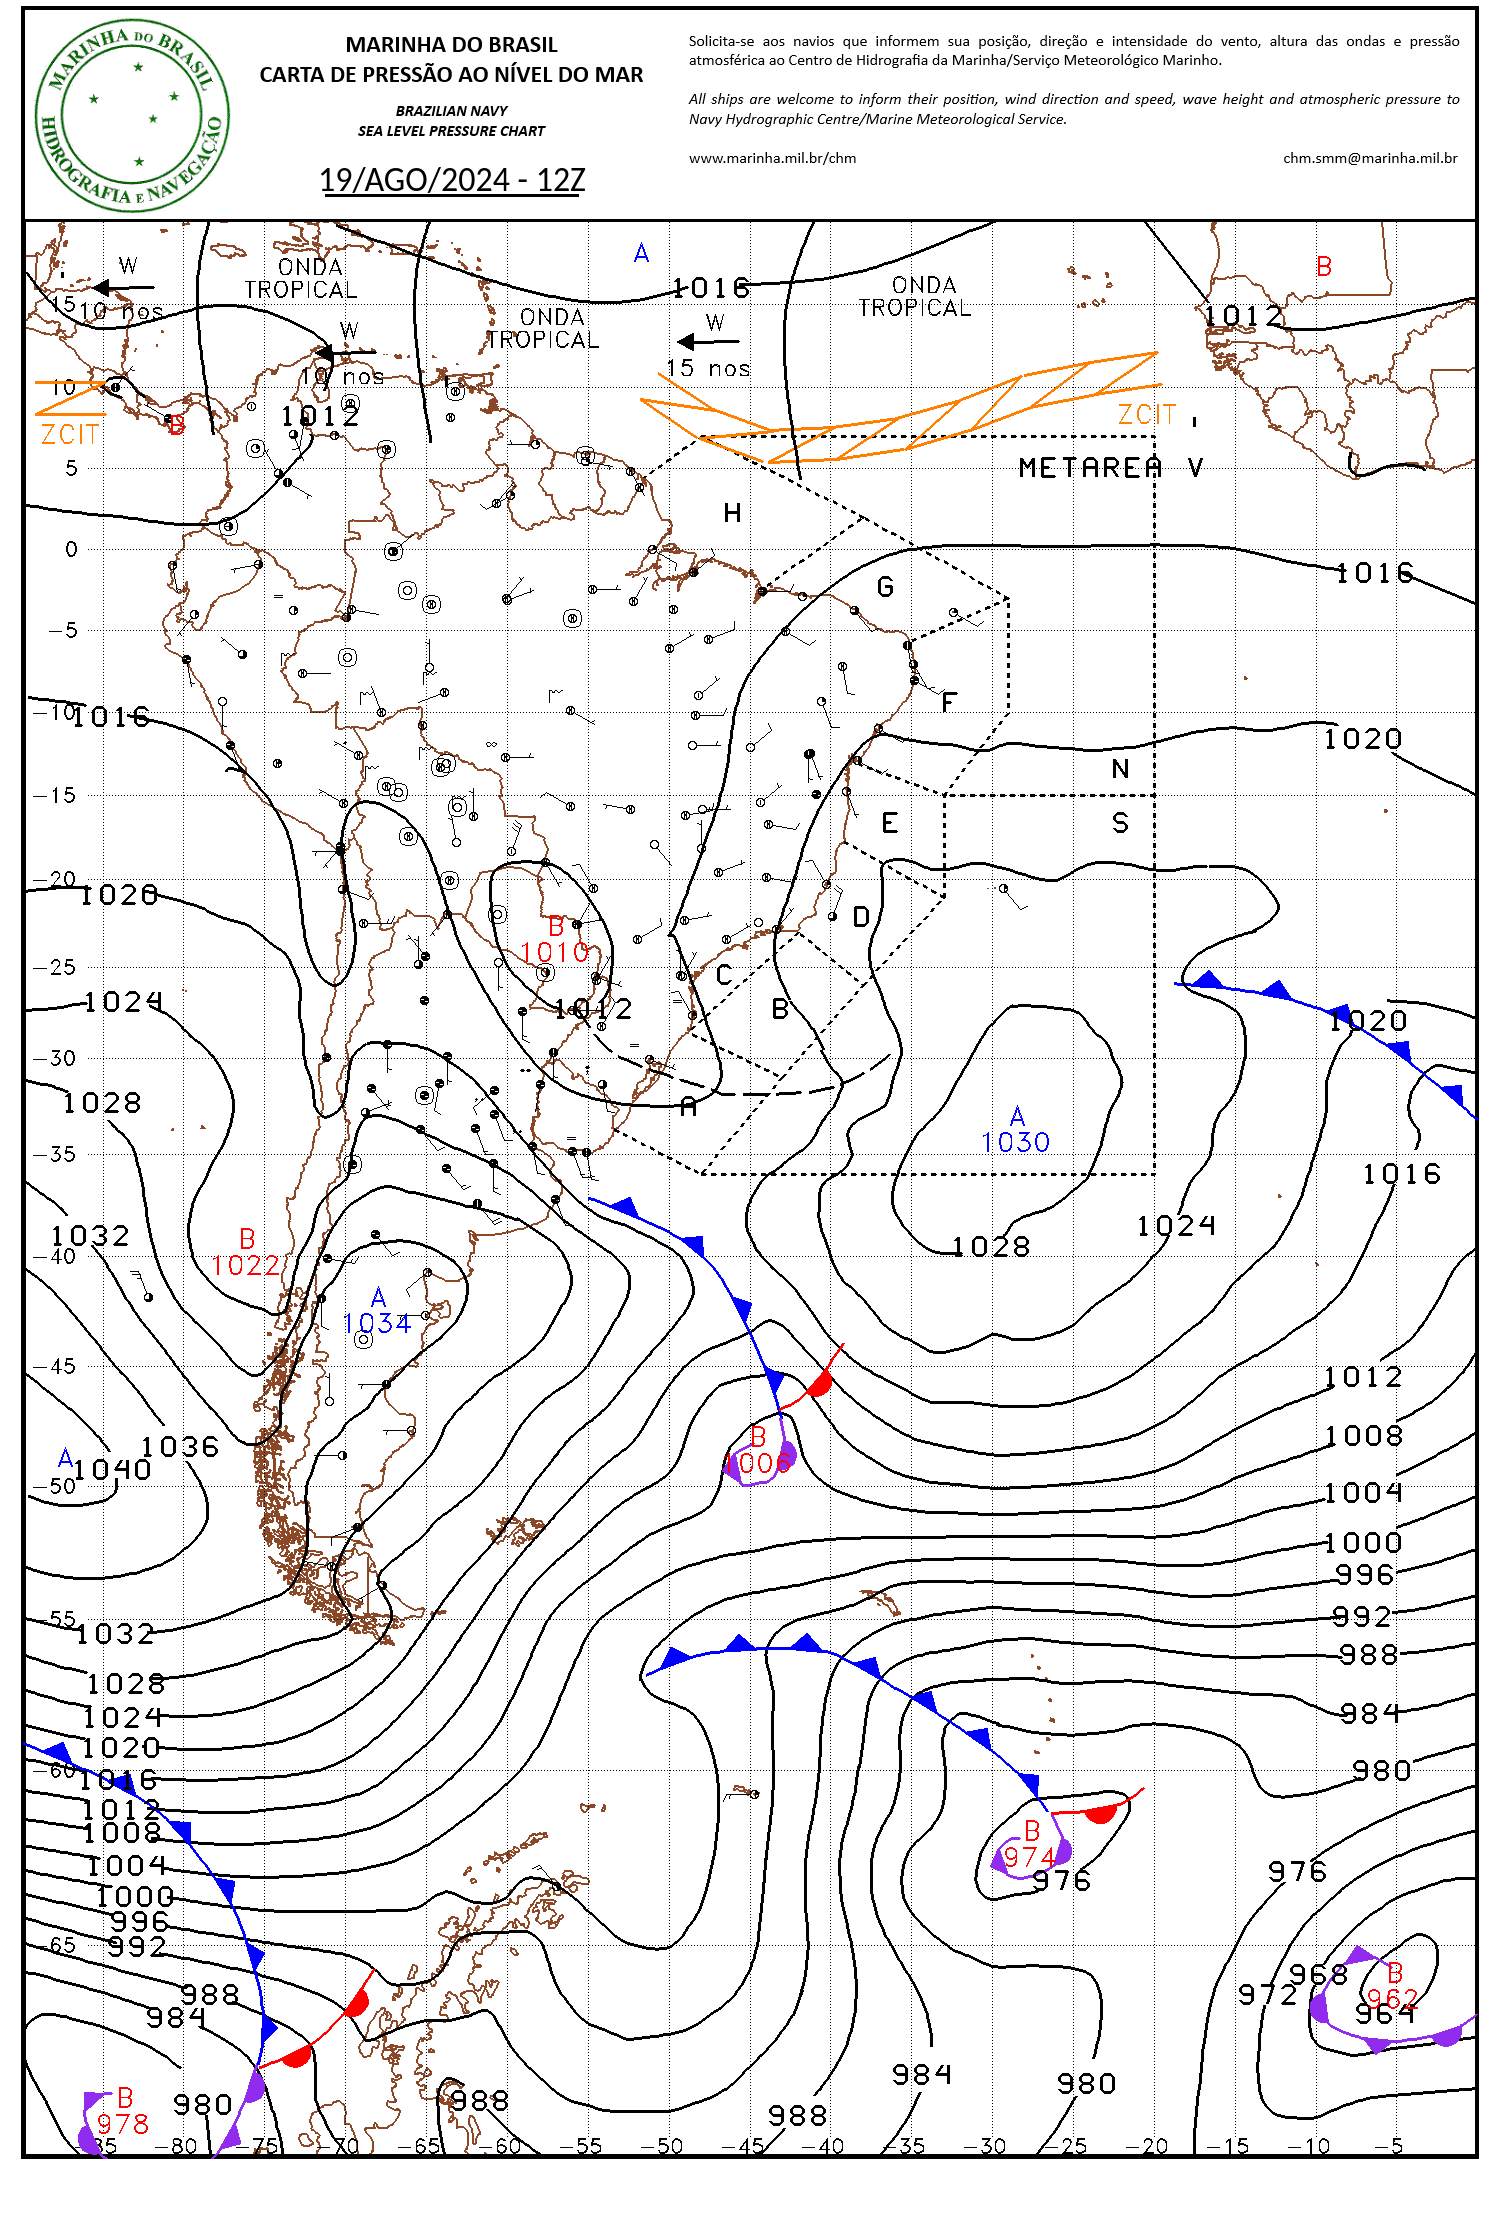 MARINHA DO BRASIL
HIDROGRAFIA E NAVEGAÇÃO
MARINHA DO BRASIL
CARTA DE PRESSÃO AO NÍVEL DO MAR
BRAZILIAN NAVY
SEA LEVEL PRESSURE CHART
19/AGO/2024 - 12Z
Solicita-se aos navios que informem sua posição, direção e intensidade do vento, altura das ondas e pressão
atmosférica ao Centro de Hidrografia da Marinha/Serviço Meteorológico Marinho.
All ships are welcome to inform their position, wind direction and speed, wave height and atmospheric pressure to
Navy Hydrographic Centre/Marine Meteorological Service.
www.marinha.mil.br/chm
chm.smm@marinha.mil.br
A
B
W
ONDA
TROPICAL
1016
ONDA
TROPICAL
15
10 nos
W
ONDA
TROPICAL
W
1012
10 nos
15 nos
10
1012
B
ZCIT
ZCIT
5
METAREA V
H
0
1016
G
-5
F
-10
1016
1020
N
-15
E
S
-20
1020
B
1010
D
-25
C
1024
1012
B
1020
-30
1028
A
A
1030
-35
1016
1032
B
1022
1024
1028
-40
A
1034
-45
1012
1036
A
1040
B
1006
1008
1004
-50
1000
996
-55
1032
992
988
1028
1024
984
1020
-60
1016
980
1012
1008
B
974
1004
976
976
1000
996
992
-65
988
984
968
B
962
972
964
B
978
980
988
984
980
988
-85
-80
-75
-70
-65
-60
-55
-50
-45
-40
-35
-30
-25
-20
-15
-10
-5